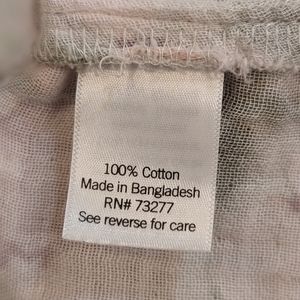 100% Cotton
Made in Bangladesh
RN# 73277
See reverse for care